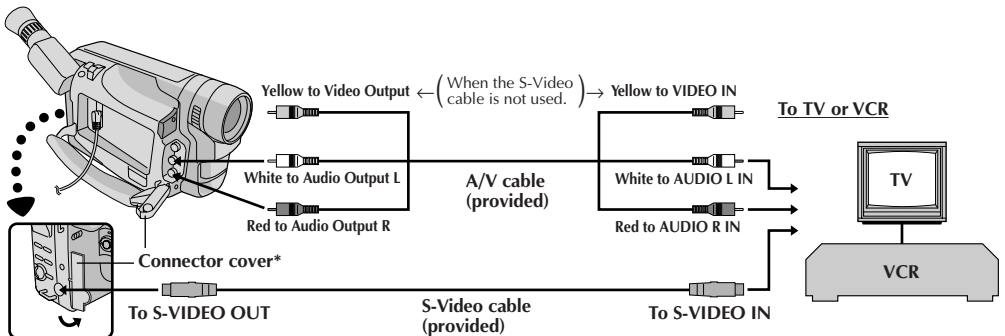 Yellow to Video Output
When the S-Video
cable is not used.
Yellow to VIDEO IN
To TV or VCR
White to Audio Output L
A/V cable
(provided)
White to AUDIO L IN
TV
Red to Audio Output R
Red to AUDIO R IN
Connector cover*
VCR
To S-VIDEO OUT
S-Video cable
(provided)
To S-VIDEO IN